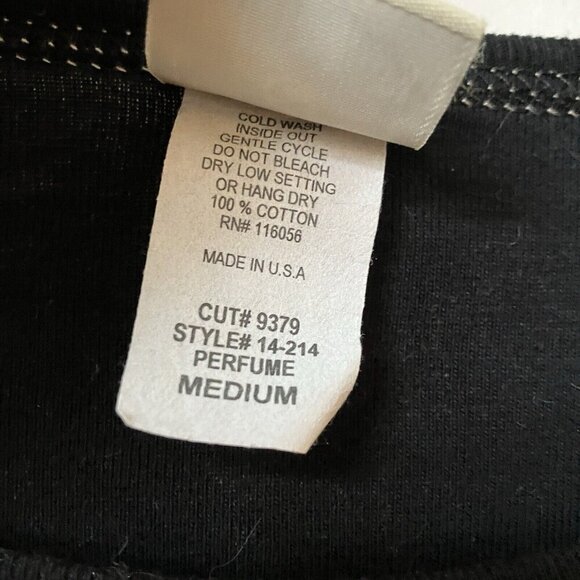 COLD WASH
INSIDE OUT
GENTLE CYCLE
DO NOT BLEACH
DRY LOW SETTING
OR HANG DRY
100 % COTTON
RN# 116056
MADE IN U.S.A
CUT# 9379
STYLE# 14-214
PERFUME
MEDIUM